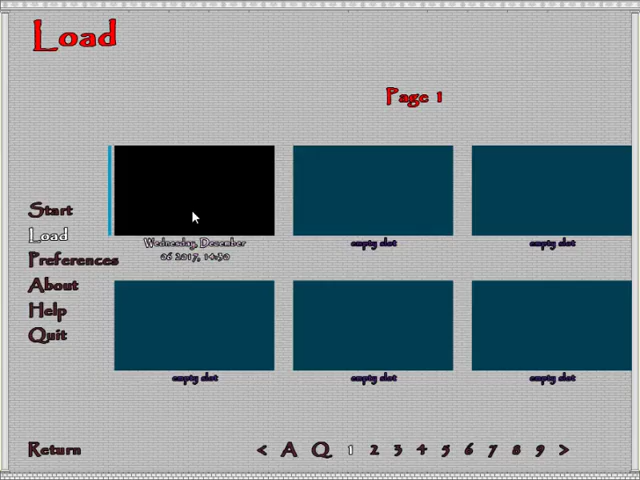 Load
Page 1
Start
Load
Preferences
About
Help
Quit
Wednesday, December
06 2017, 14:30
empty slot
empty slot
empty slot
empty slot
empty slot
Return
< A Q 1 2 3 4 5 6 7 8 9 >